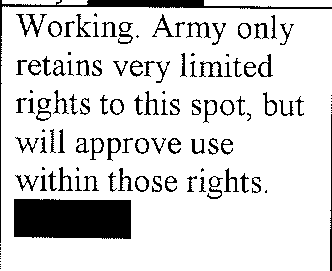 Working. Army only
retains very limited
rights to this spot, but
will approve use
within those rights.